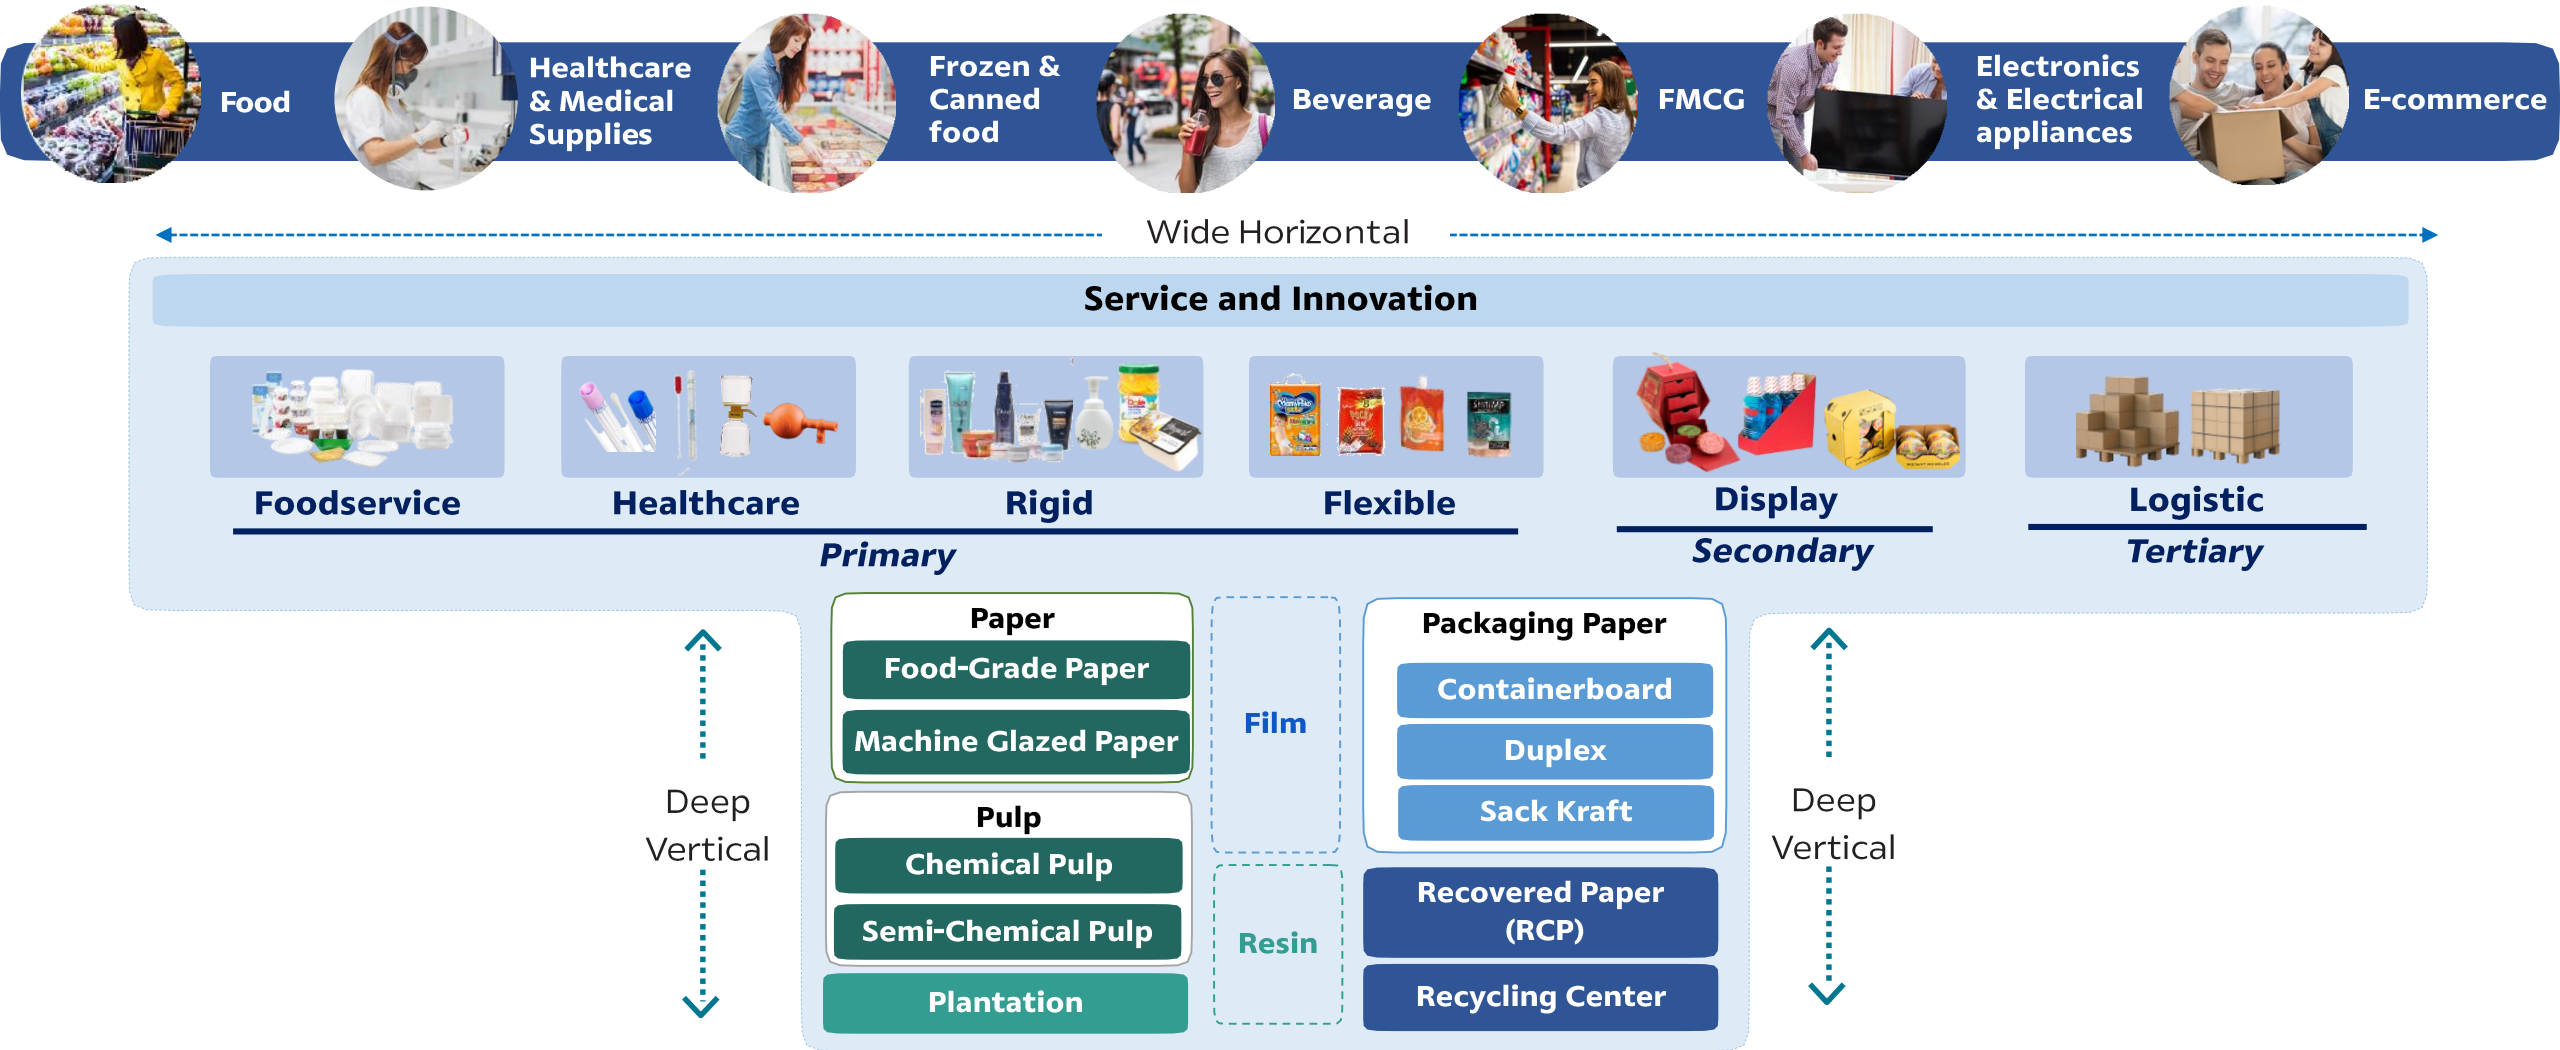 Food
Healthcare
& Medical
Supplies
Frozen &
Canned
food
Beverage
FMCG
Electronics
& Electrical
appliances
E-commerce
Wide Horizontal
Service and Innovation
Foodservice
Healthcare
Rigid
Flexible
Display
Logistic
Primary
Secondary
Tertiary
Paper
Food-Grade Paper
Machine Glazed Paper
Pulp
Chemical Pulp
Semi-Chemical Pulp
Plantation
Film
Resin
Packaging Paper
Containerboard
Duplex
Sack Kraft
Recovered Paper
(RCP)
Recycling Center
Deep
Vertical
Deep
Vertical